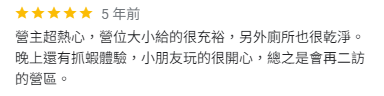 5 年前
營主超熱心，營位大小給的很充裕，另外廁所也很乾淨。
晚上還有抓蝦體驗，小朋友玩的很開心，總之是會再二訪
的營區。